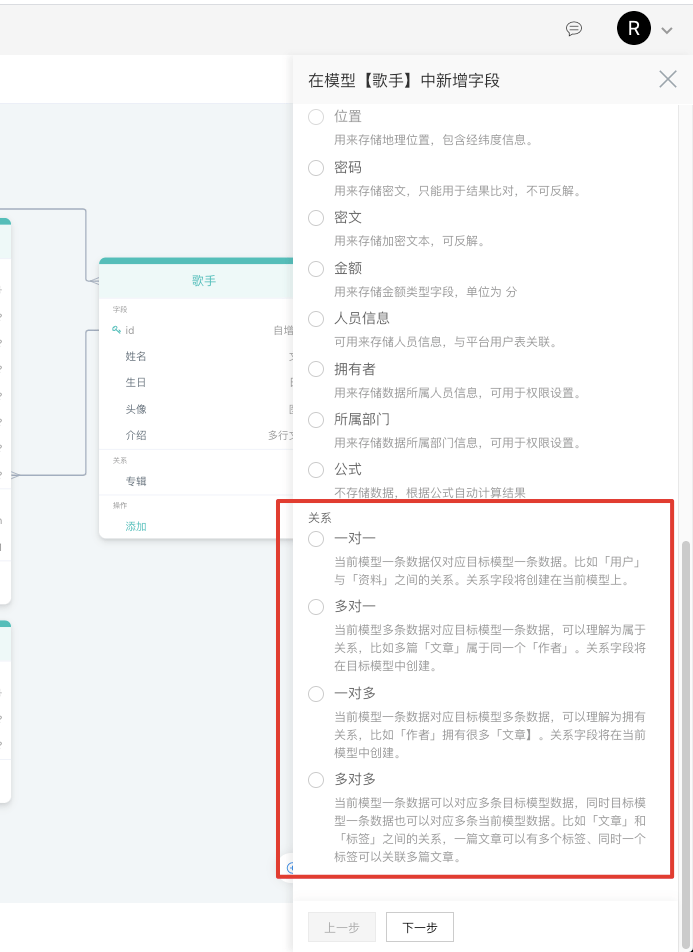 R
在模型【歌手】中新增字段
位置
用来存储地理位置，包含经纬度信息。
密码
用来存储密文，只能用于结果比对，不可反解。
密文
用来存储加密文本，可反解。
金额
用来存储金额类型字段，单位为 分
人员信息
可用来存储人员信息，与平台用户表关联。
拥有者
用来存储数据所属人员信息，可用于权限设置。
所属部门
用来存储数据所属部门信息，可用于权限设置。
公式
不存储数据，根据公式自动计算结果
关系
一对一
当前模型一条数据仅对应目标模型一条数据。比如「用户」
与「资料」之间的关系。关系字段将创建在当前模型上。
多对一
当前模型多条数据对应目标模型一条数据，可以理解为属于
关系，比如多篇「文章」属于同一个「作者」。关系字段将
在目标模型中创建。
一对多
当前模型一条数据对应目标模型多条数据，可以理解为拥有
关系，比如「作者」拥有很多「文章】。关系字段将在当前
模型中创建。
多对多
当前模型一条数据可以对应多条目标模型数据，同时目标模
型一条数据也可以对应多条当前模型数据。比如「文章」和
「标签」之间的关系，一篇文章可以有多个标签、同时一个
标签可以关联多篇文章。
上一步
下一步
歌手
字段
id 自增
姓名
生日
头像
介绍 多行
关系
专辑
操作
添加